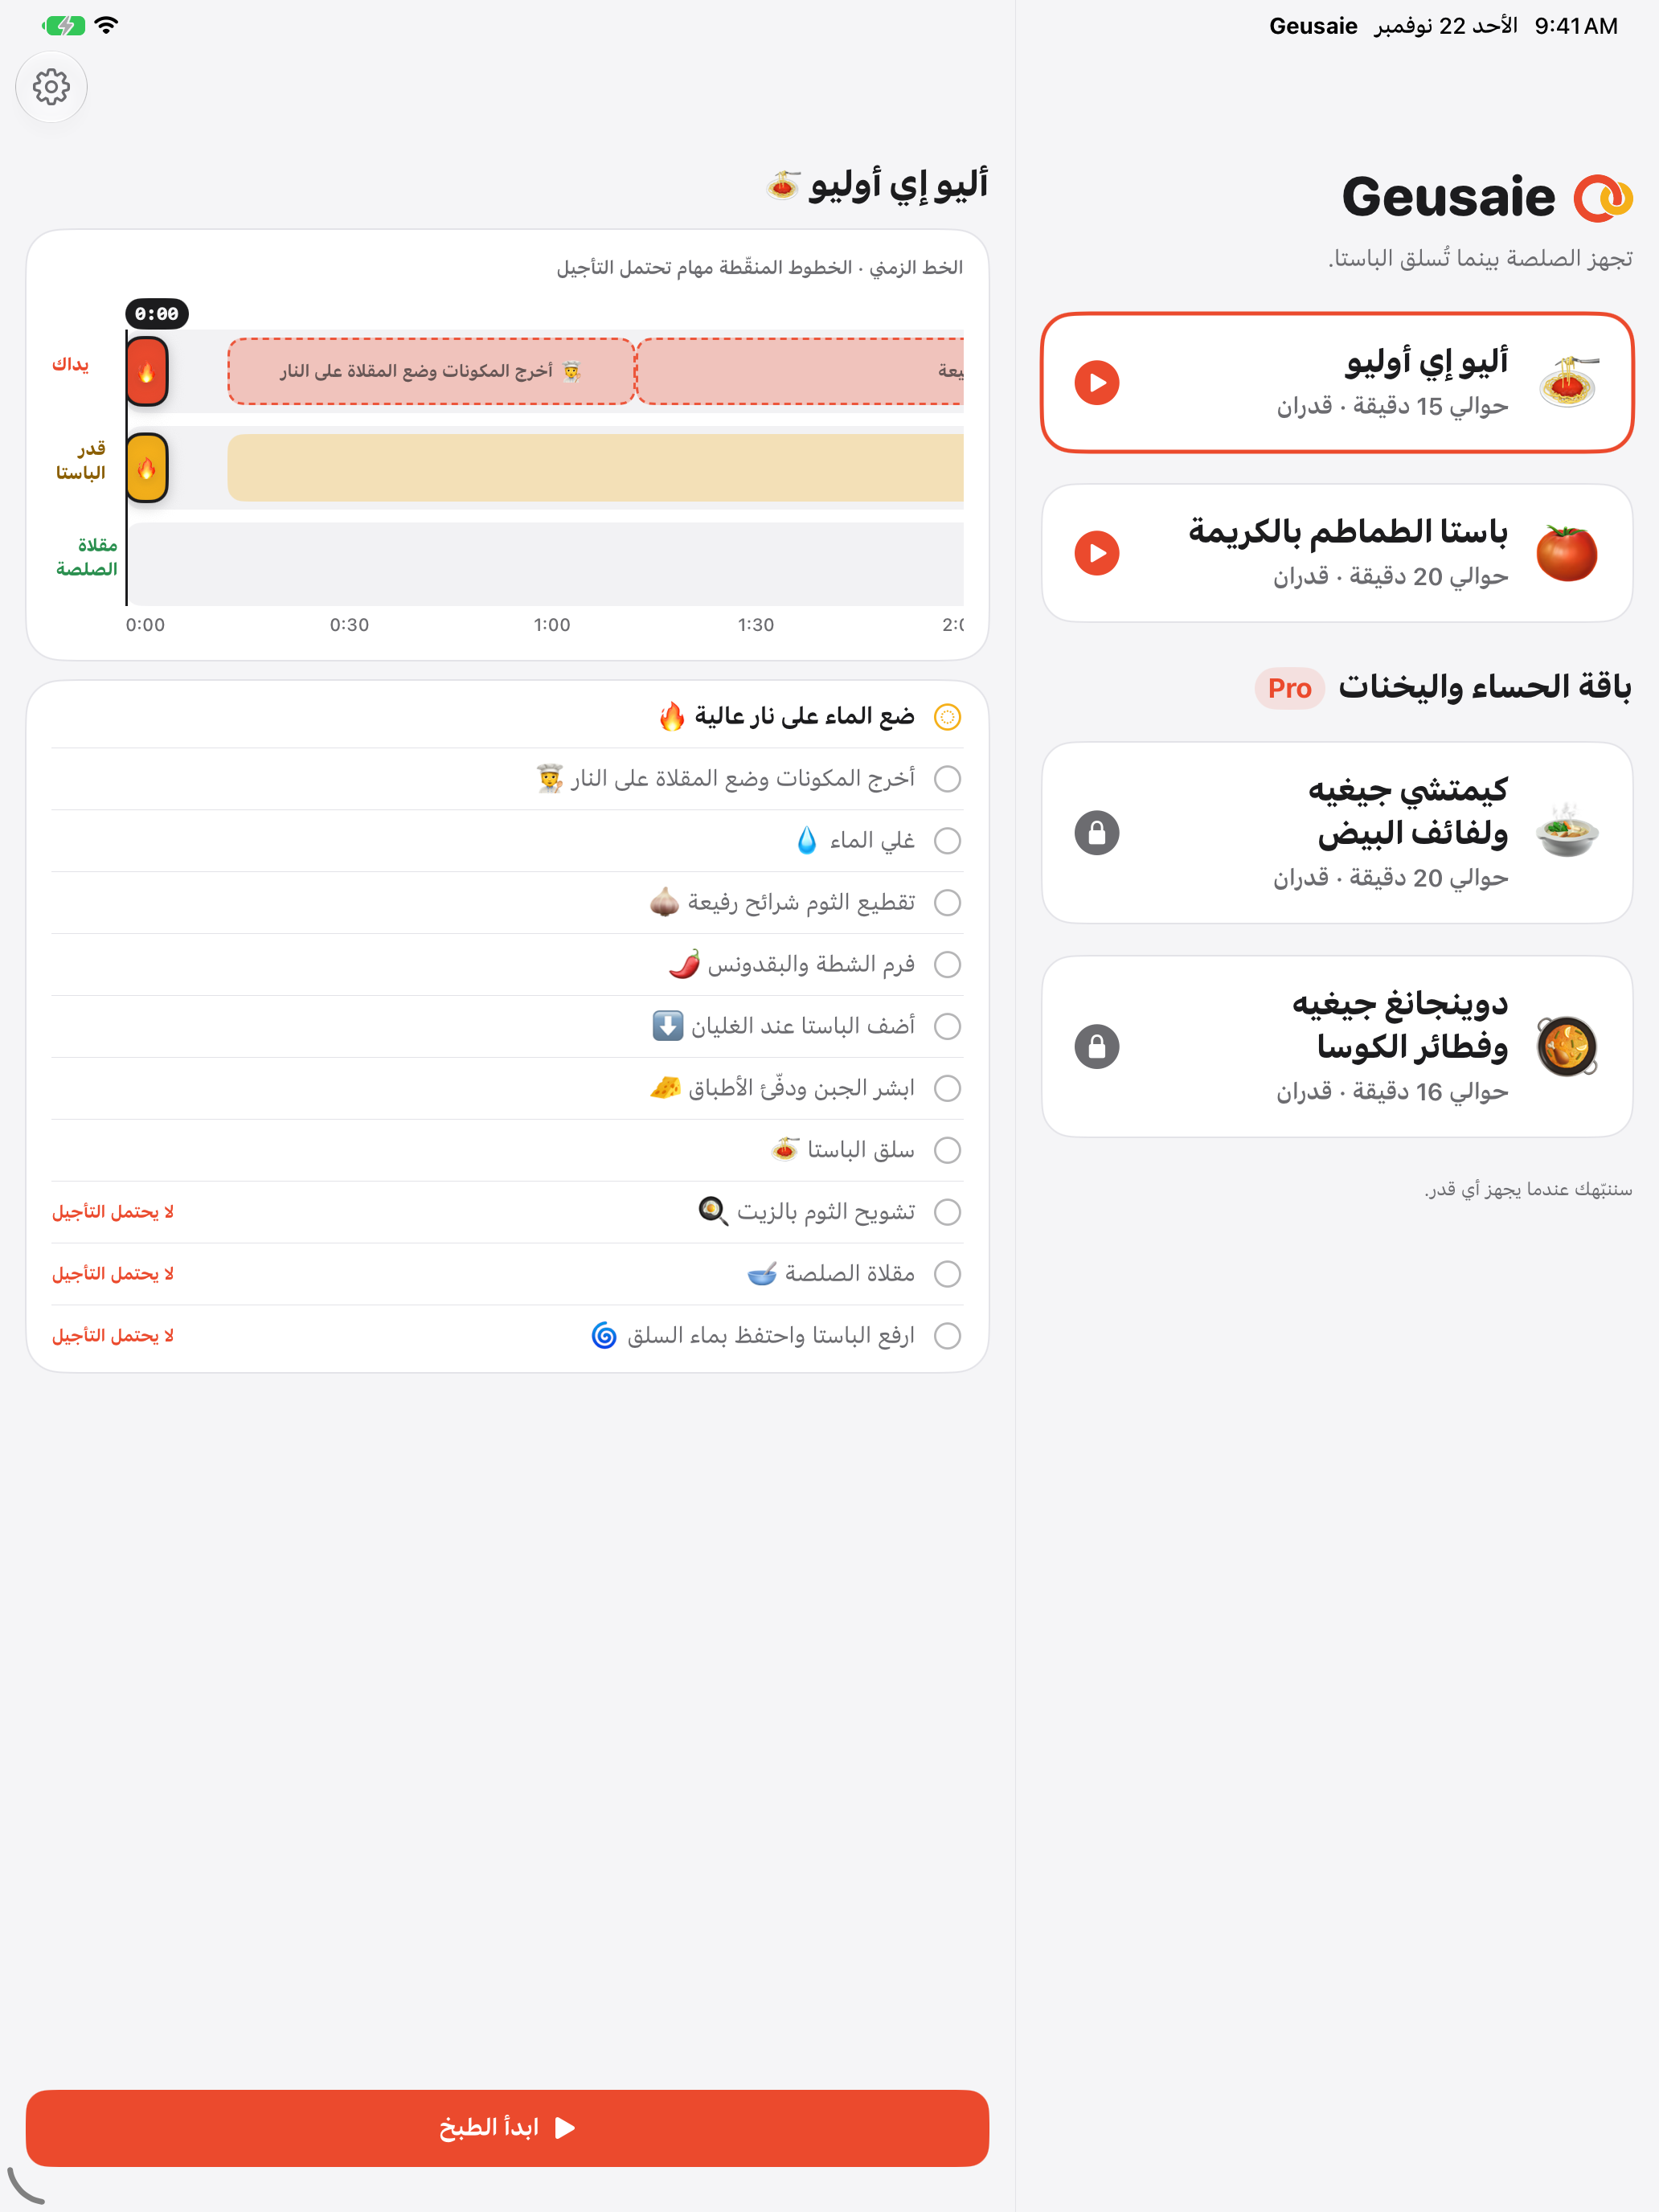 9:41 AM الأحد 22 نوفمبر Geusaie
Geusaie
تجهز الصلصة بينما تُسلق الباستا.
أليو إي أوليو
حوالي 15 دقيقة · قدران
باستا الطماطم بالكريمة
حوالي 20 دقيقة · قدران
باقة الحساء واليخنات Pro
كيمتشي جيغيه
ولفائف البيض
حوالي 20 دقيقة · قدران
دوينجانغ جيغيه
وفطائر الكوسا
حوالي 16 دقيقة · قدران
سننبّهك عندما يجهز أي قدر.
أليو إي أوليو
الخط الزمني · الخطوط المنقّطة مهام تحتمل التأجيل
0:00
يداك
أخرج المكونات وضع المقلاة على النار
يعة
قدر
الباستا
مقلاة
الصلصة
0:00 0:30 1:00 1:30
ضع الماء على نار عالية
أخرج المكونات وضع المقلاة على النار
غلي الماء
تقطيع الثوم شرائح رفيعة
فرم الشطة والبقدونس
أضف الباستا عند الغليان
ابشر الجبن ودفّئ الأطباق
سلق الباستا
تشويح الثوم بالزيت لا يحتمل التأجيل
مقلاة الصلصة لا يحتمل التأجيل
ارفع الباستا واحتفظ بماء السلق لا يحتمل التأجيل
ابدأ الطبخ